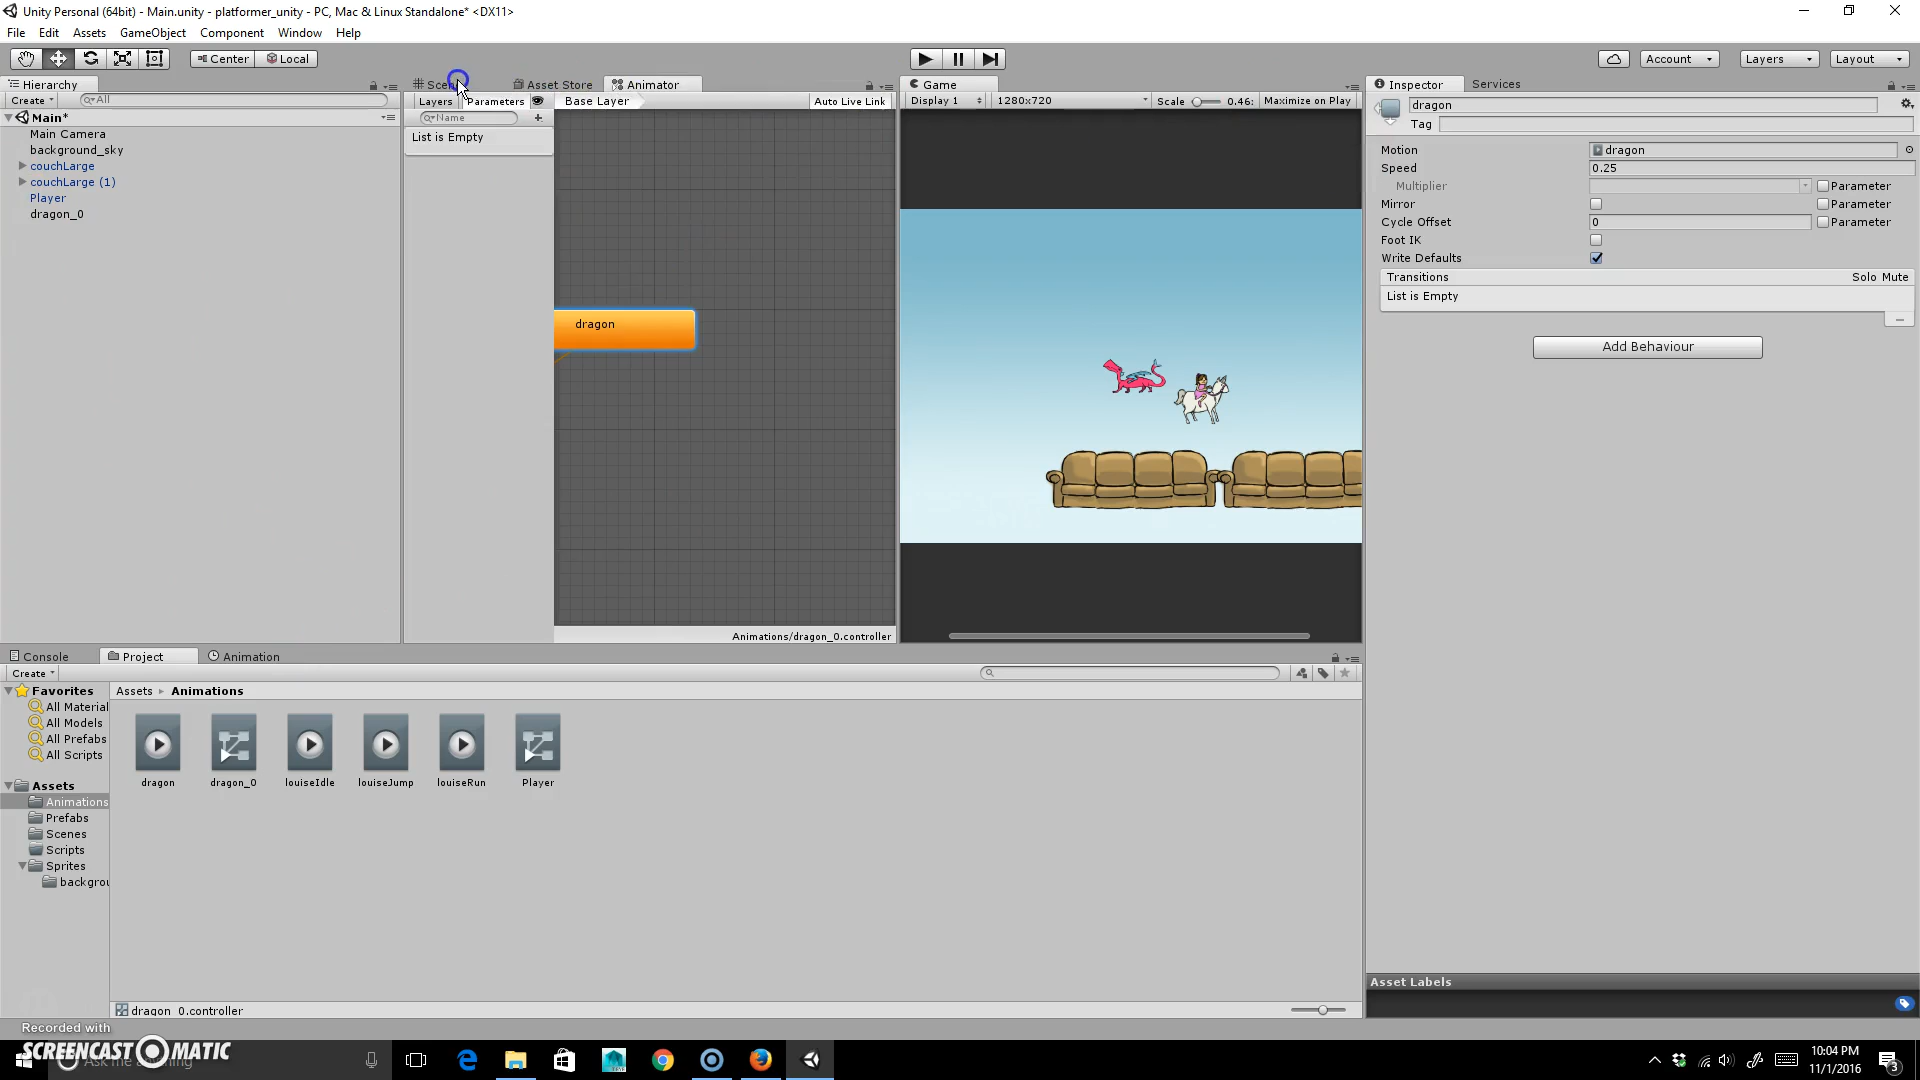 Unity Personal (64bit) - Main.unity - platformer_unity - PC, Mac & Linux Standalone* <DX11>
File Edit Assets GameObject Component Window Help
Center Local
Account Layers Layout
Hierarchy
Asset Store Animator
Game
Inspector Services
Create All
Layers Parameters Base Layer Auto Live Link
Display 1 1280x720 Scale 0.46: Maximize on Play
dragon
Main*
Name
Tag
Main Camera
List is Empty
background_sky
Motion dragon
couchLarge
Speed 0.25
couchLarge (1)
Multiplier Parameter
Player
Mirror Parameter
dragon_0
Cycle Offset 0 Parameter
Foot IK
Write Defaults
Transitions Solo Mute
List is Empty
dragon
Add Behaviour
Animations/dragon_0.controller
Console Project Animation
Create
Favorites
Assets Animations
All Material
All Models
All Prefabs
All Scripts
dragon dragon_0 louiseIdle louiseJump louiseRun Player
Assets
Animations
Prefabs
Scenes
Scripts
Sprites
backgrou
Asset Labels
dragon_0.controller
Recorded with
SCREENCAST MATIC
10:04 PM
11/1/2016
3